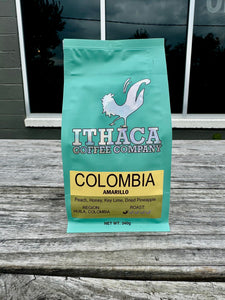 ITHACA
COFFEE COMPANY
COLOMBIA
AMARILLO
Peach, Honey, Key Lime, Dried Pineapple
REGION:
HUILA, COLOMBIA
ROAST:
NET WT. 340g